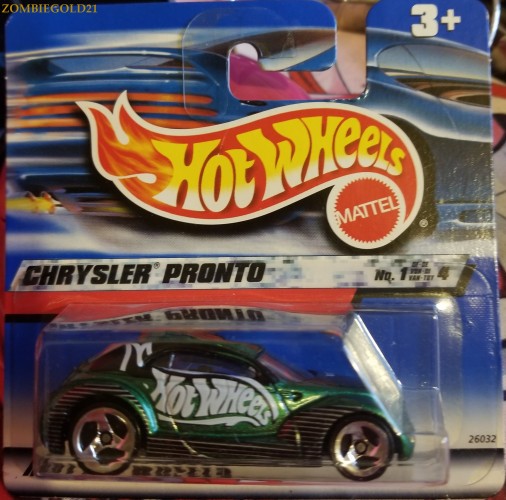 ZOMBIEGOLD21
3+
HOT WHEELS
MATTEL
®
CHRYSLER® PRONTO
No. 1 4
HOT WHEELS
26032